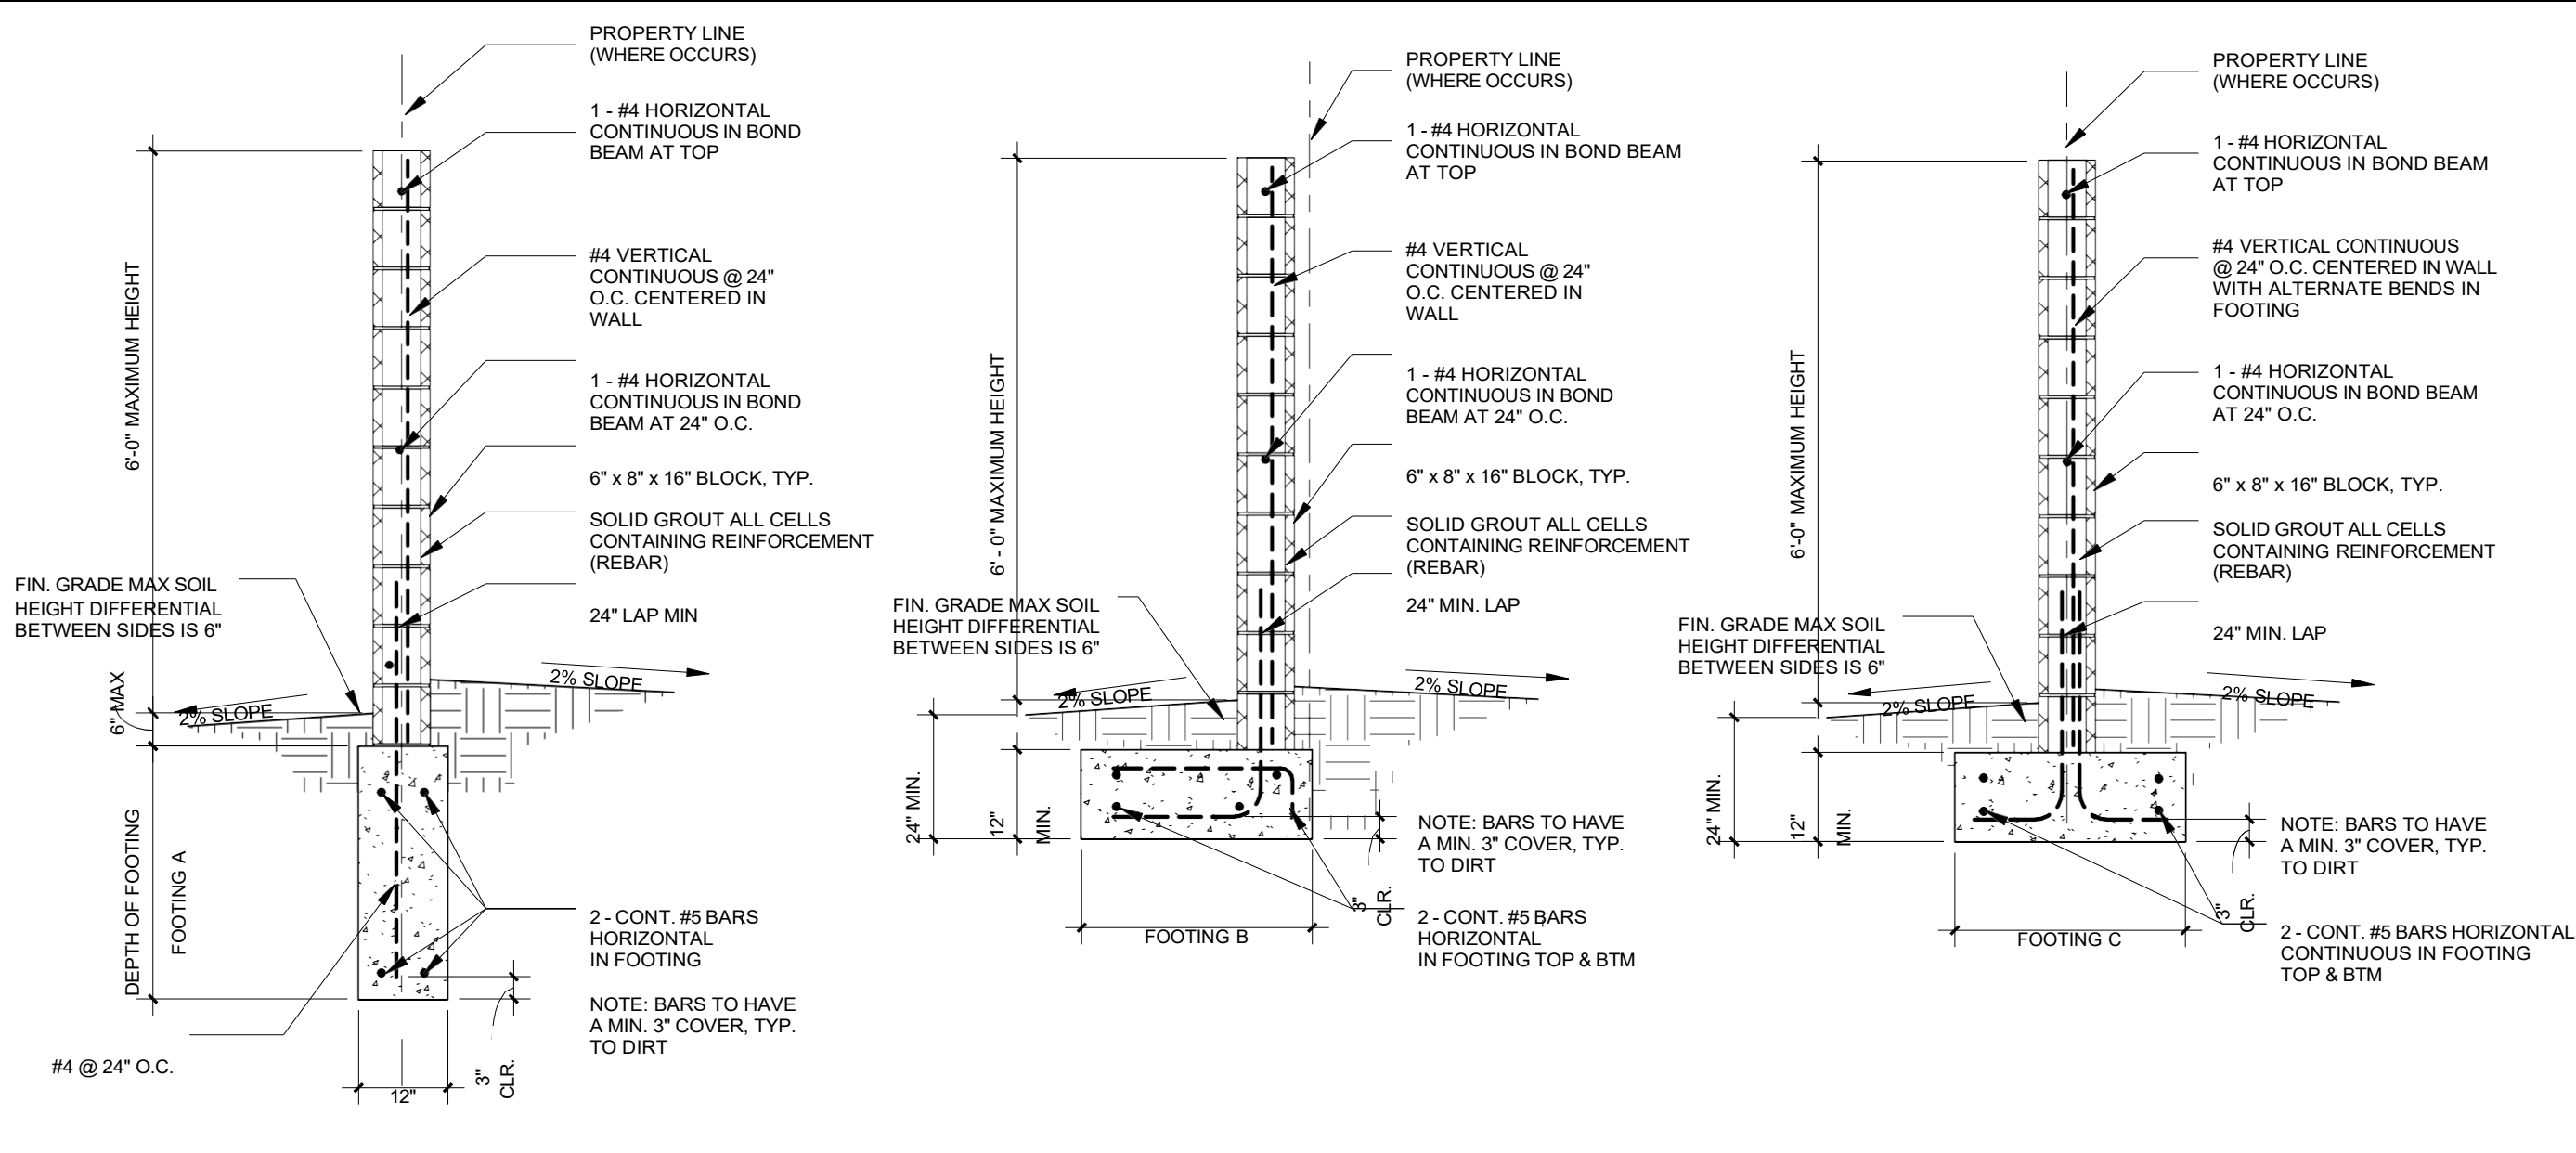 PROPERTY LINE
(WHERE OCCURS)
1 - #4 HORIZONTAL
CONTINUOUS IN BOND
BEAM AT TOP
#4 VERTICAL
CONTINUOUS @ 24"
O.C. CENTERED IN
WALL
1 - #4 HORIZONTAL
CONTINUOUS IN BOND
BEAM AT 24" O.C.
6" x 8" x 16" BLOCK, TYP.
SOLID GROUT ALL CELLS
CONTAINING REINFORCEMENT
(REBAR)
24" LAP MIN
6'-0" MAXIMUM HEIGHT
FIN. GRADE MAX SOIL
HEIGHT DIFFERENTIAL
BETWEEN SIDES IS 6"
6" MAX
2% SLOPE
2% SLOPE
DEPTH OF FOOTING
FOOTING A
2 - CONT. #5 BARS
HORIZONTAL
IN FOOTING
NOTE: BARS TO HAVE
A MIN. 3" COVER, TYP.
TO DIRT
#4 @ 24" O.C.
12"
3"
CLR.
PROPERTY LINE
(WHERE OCCURS)
1 - #4 HORIZONTAL
CONTINUOUS IN BOND BEAM
AT TOP
#4 VERTICAL
CONTINUOUS @ 24"
O.C. CENTERED IN
WALL
1 - #4 HORIZONTAL
CONTINUOUS IN BOND
BEAM AT 24" O.C.
6" x 8" x 16" BLOCK, TYP.
SOLID GROUT ALL CELLS
CONTAINING REINFORCEMENT
(REBAR)
24" MIN. LAP
6' - 0" MAXIMUM HEIGHT
FIN. GRADE MAX SOIL
HEIGHT DIFFERENTIAL
BETWEEN SIDES IS 6"
2% SLOPE
2% SLOPE
24" MIN.
12"
MIN.
NOTE: BARS TO HAVE
A MIN. 3" COVER, TYP.
TO DIRT
3"
CLR.
2 - CONT. #5 BARS
HORIZONTAL
IN FOOTING TOP & BTM
FOOTING B
PROPERTY LINE
(WHERE OCCURS)
1 - #4 HORIZONTAL
CONTINUOUS IN BOND BEAM
AT TOP
#4 VERTICAL CONTINUOUS
@ 24" O.C. CENTERED IN WALL
WITH ALTERNATE BENDS IN
FOOTING
1 - #4 HORIZONTAL
CONTINUOUS IN BOND BEAM
AT 24" O.C.
6" x 8" x 16" BLOCK, TYP.
SOLID GROUT ALL CELLS
CONTAINING REINFORCEMENT
(REBAR)
24" MIN. LAP
6'-0" MAXIMUM HEIGHT
FIN. GRADE MAX SOIL
HEIGHT DIFFERENTIAL
BETWEEN SIDES IS 6"
2% SLOPE
2% SLOPE
24" MIN.
12"
MIN.
NOTE: BARS TO HAVE
A MIN. 3" COVER, TYP.
TO DIRT
3"
CLR.
2 - CONT. #5 BARS HORIZONTAL
CONTINUOUS IN FOOTING
TOP & BTM
FOOTING C